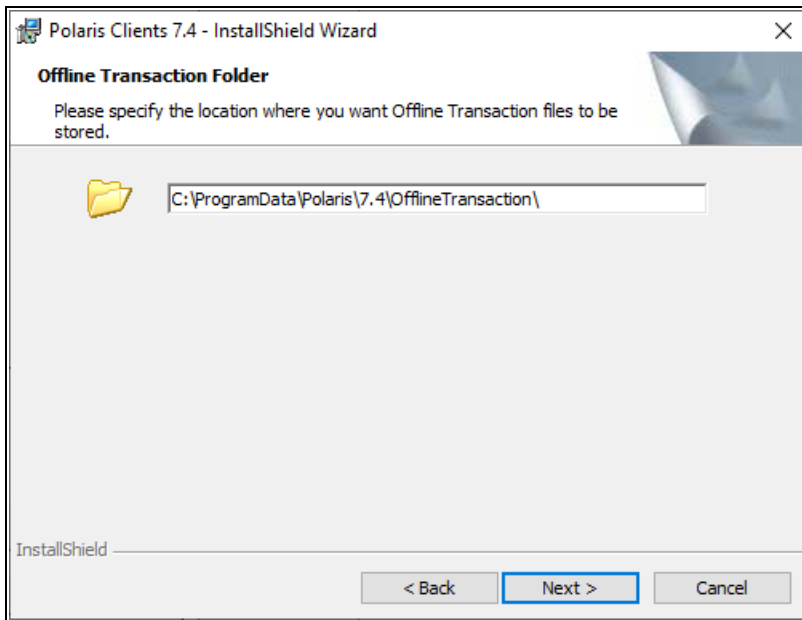 Polaris Clients 7.4 - InstallShield Wizard
Offline Transaction Folder
Please specify the location where you want Offline Transaction files to be
stored.
C:\ProgramData\Polaris\7.4\OfflineTransaction\
InstallShield
< Back
Next >
Cancel